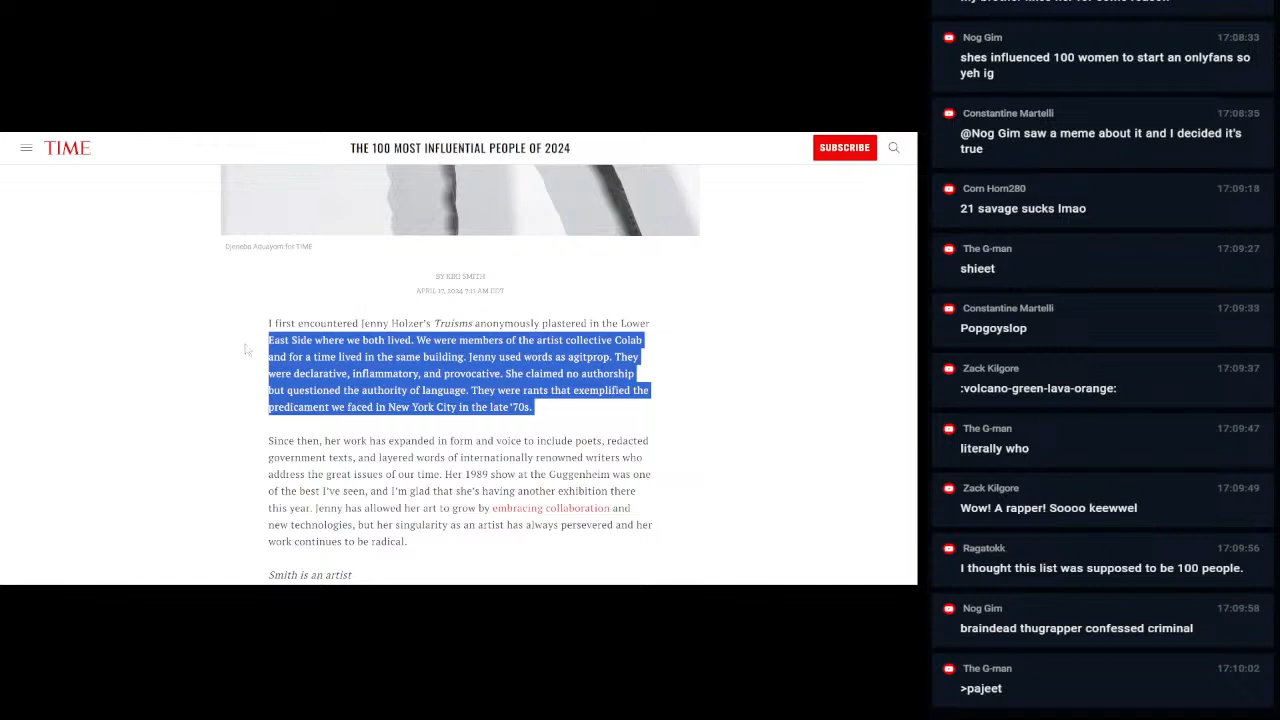 TIME
THE 100 MOST INFLUENTIAL PEOPLE OF 2024
SUBSCRIBE
Djeneba Aduayom for TIME
BY KIKI SMITH
APRIL 17, 2024 7:11 AM EDT
I first encountered Jenny Holzer's Truisms anonymously plastered in the Lower
East Side where we both lived. We were members of the artist collective Colab
and for a time lived in the same building. Jenny used words as agitprop. They
were declarative, inflammatory, and provocative. She claimed no authorship
but questioned the authority of language. They were rants that exemplified the
predicament we faced in New York City in the late '70s.
Since then, her work has expanded in form and voice to include poets, redacted
government texts, and layered words of internationally renowned writers who
address the great issues of our time. Her 1989 show at the Guggenheim was one
of the best I've seen, and I'm glad that she's having another exhibition there
this year. Jenny has allowed her art to grow by embracing collaboration and
new technologies, but her singularity as an artist has always persevered and her
work continues to be radical.
Smith is an artist
Nog Gim 17:08:33
shes influenced 100 women to start an onlyfans so
yeh ig
Constantine Martelli 17:08:35
@Nog Gim saw a meme about it and I decided it's
true
Corn Horn280 17:09:18
21 savage sucks lmao
The G-man 17:09:27
shieet
Constantine Martelli 17:09:33
Popgoyslop
Zack Kilgore 17:09:37
:volcano-green-lava-orange:
The G-man 17:09:47
literally who
Zack Kilgore 17:09:49
Wow! A rapper! Soooo keewwel
Ragatokk 17:09:56
I thought this list was supposed to be 100 people.
Nog Gim 17:09:58
braindead thugrapper confessed criminal
The G-man 17:10:02
>pajeet